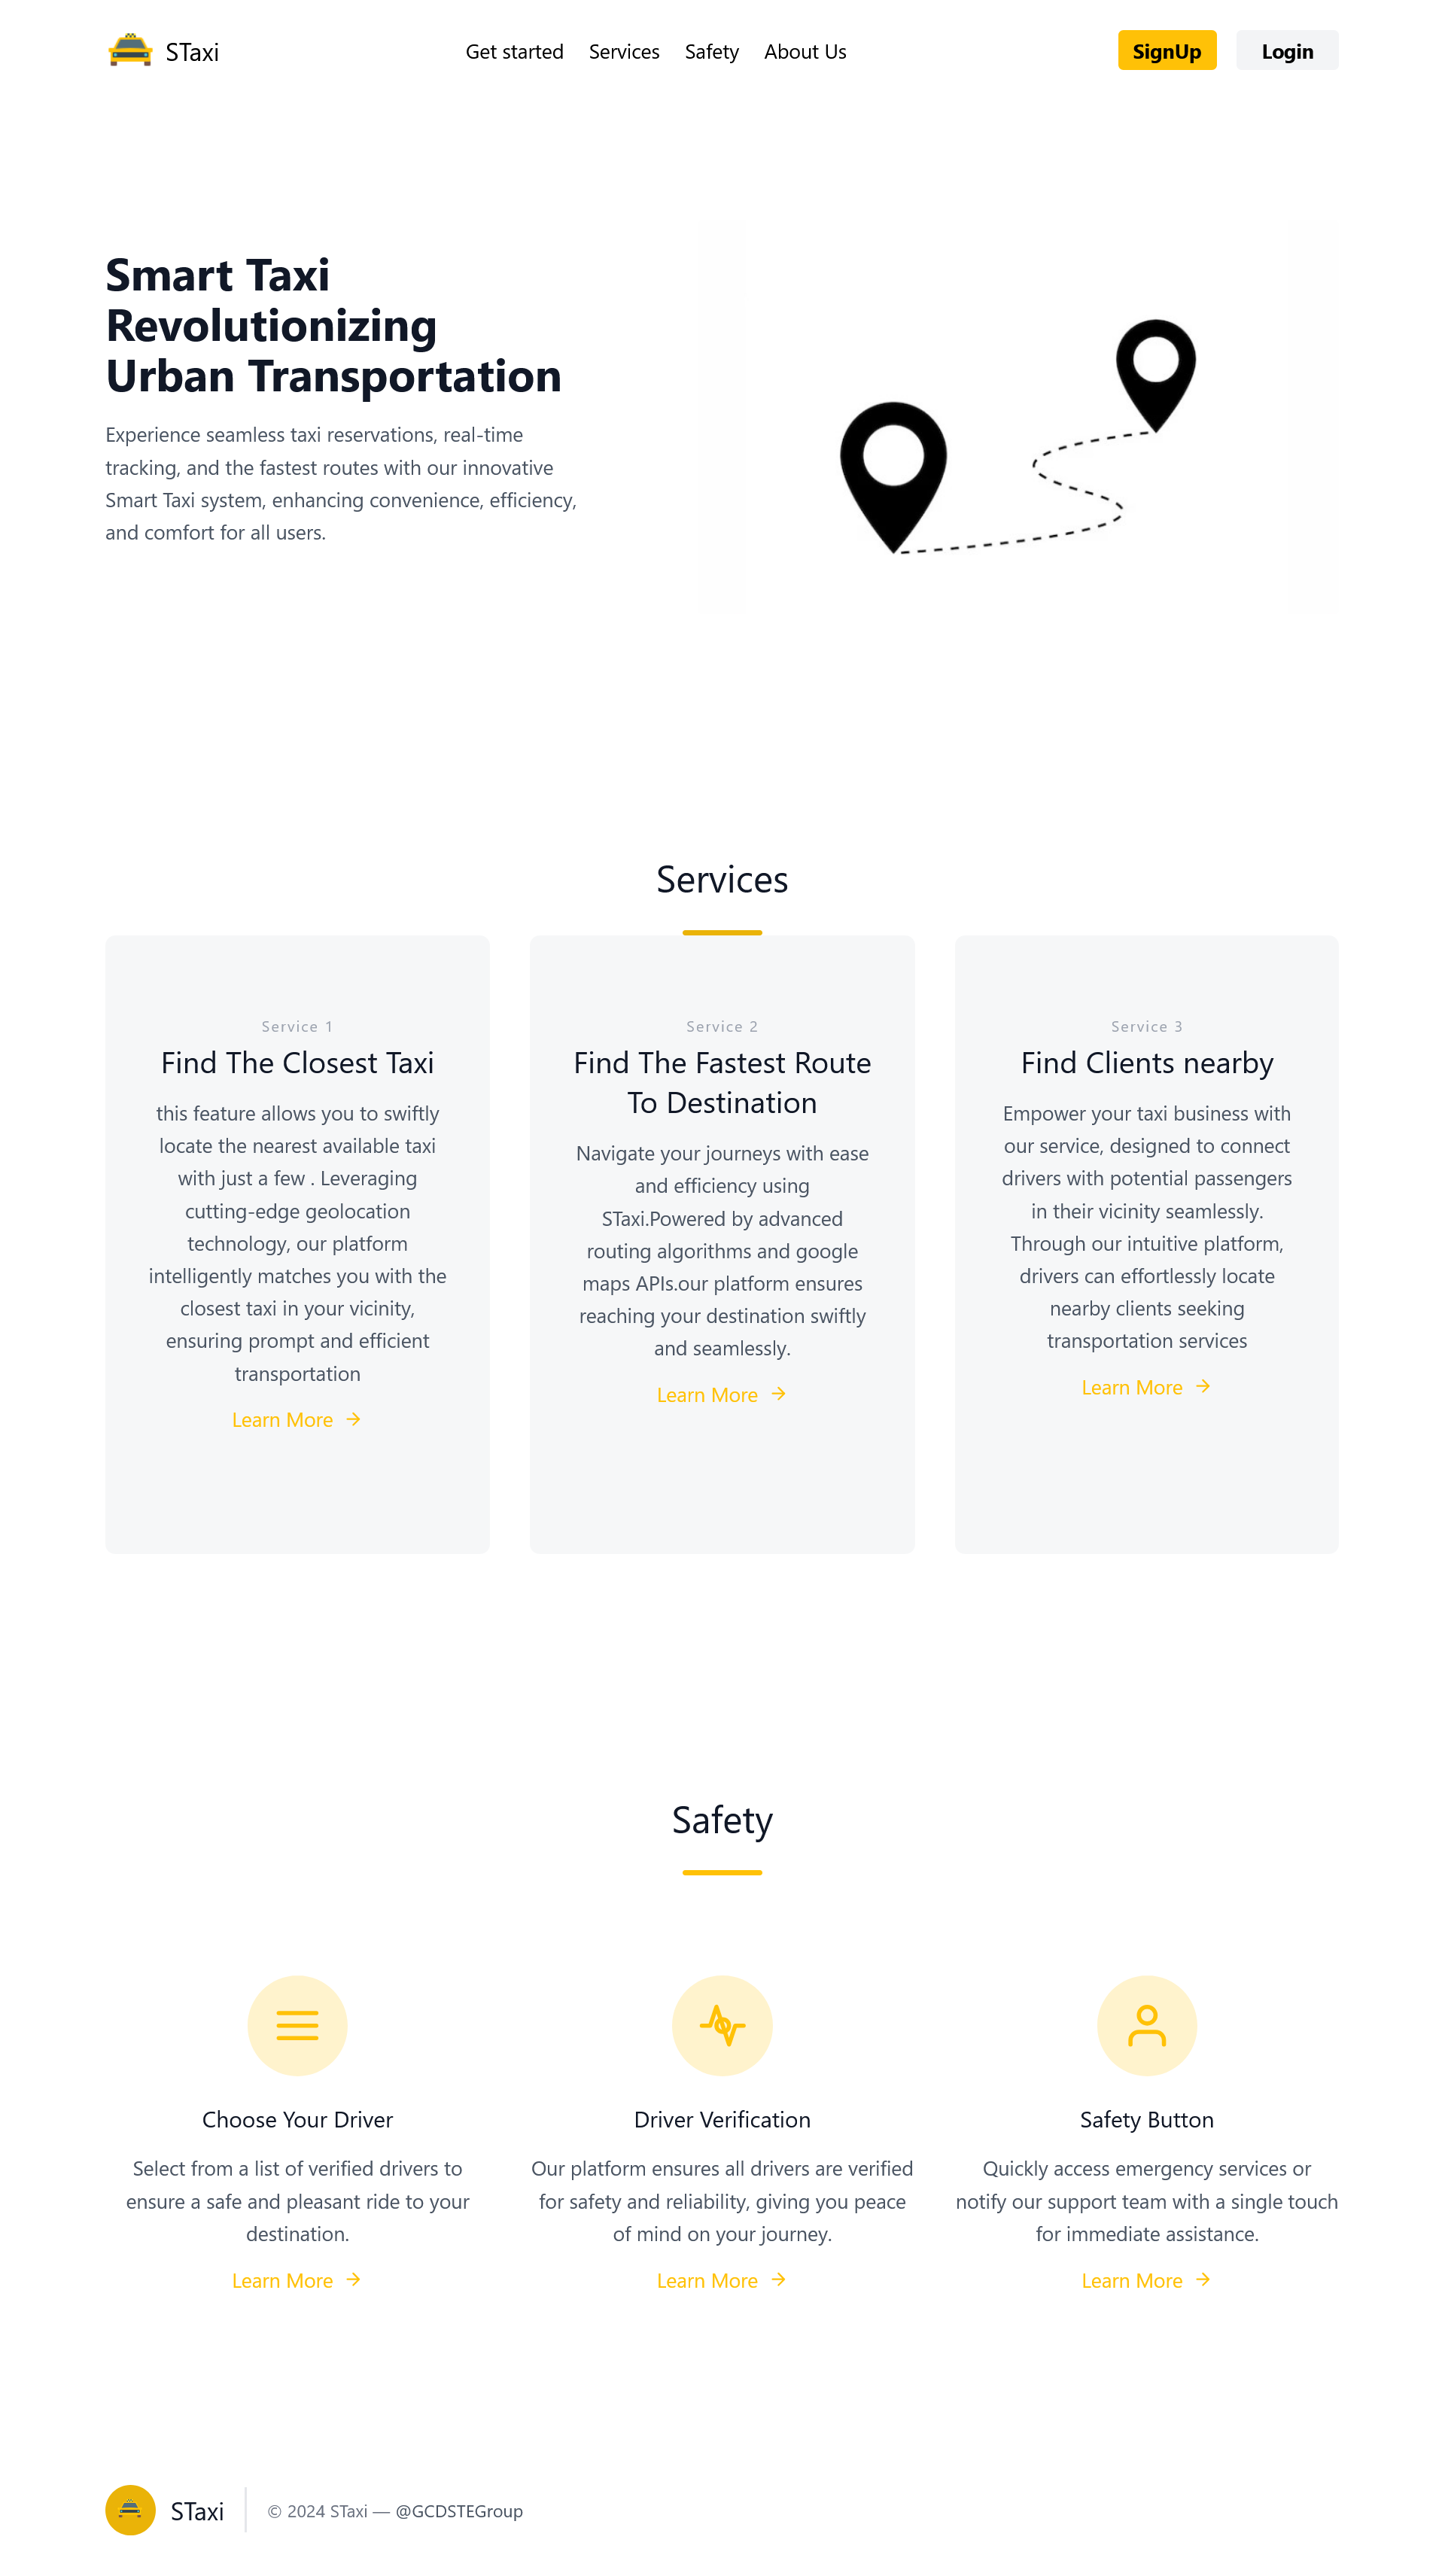 STaxi
Get started
Services
Safety
About Us
SignUp
Login
Smart Taxi
Revolutionizing
Urban Transportation
Experience seamless taxi reservations, real-time
tracking, and the fastest routes with our innovative
Smart Taxi system, enhancing convenience, efficiency,
and comfort for all users.
Services
Service 1
Find The Closest Taxi
this feature allows you to swiftly
locate the nearest available taxi
with just a few . Leveraging
cutting-edge geolocation
technology, our platform
intelligently matches you with the
closest taxi in your vicinity,
ensuring prompt and efficient
transportation
Learn More
Service 2
Find The Fastest Route
To Destination
Navigate your journeys with ease
and efficiency using
STaxi.Powered by advanced
routing algorithms and google
maps APIs.our platform ensures
reaching your destination swiftly
and seamlessly.
Learn More
Service 3
Find Clients nearby
Empower your taxi business with
our service, designed to connect
drivers with potential passengers
in their vicinity seamlessly.
Through our intuitive platform,
drivers can effortlessly locate
nearby clients seeking
transportation services
Learn More
Safety
Choose Your Driver
Select from a list of verified drivers to
ensure a safe and pleasant ride to your
destination.
Learn More
Driver Verification
Our platform ensures all drivers are verified
for safety and reliability, giving you peace
of mind on your journey.
Learn More
Safety Button
Quickly access emergency services or
notify our support team with a single touch
for immediate assistance.
Learn More
STaxi
© 2024 STaxi — @GCDSTEGroup